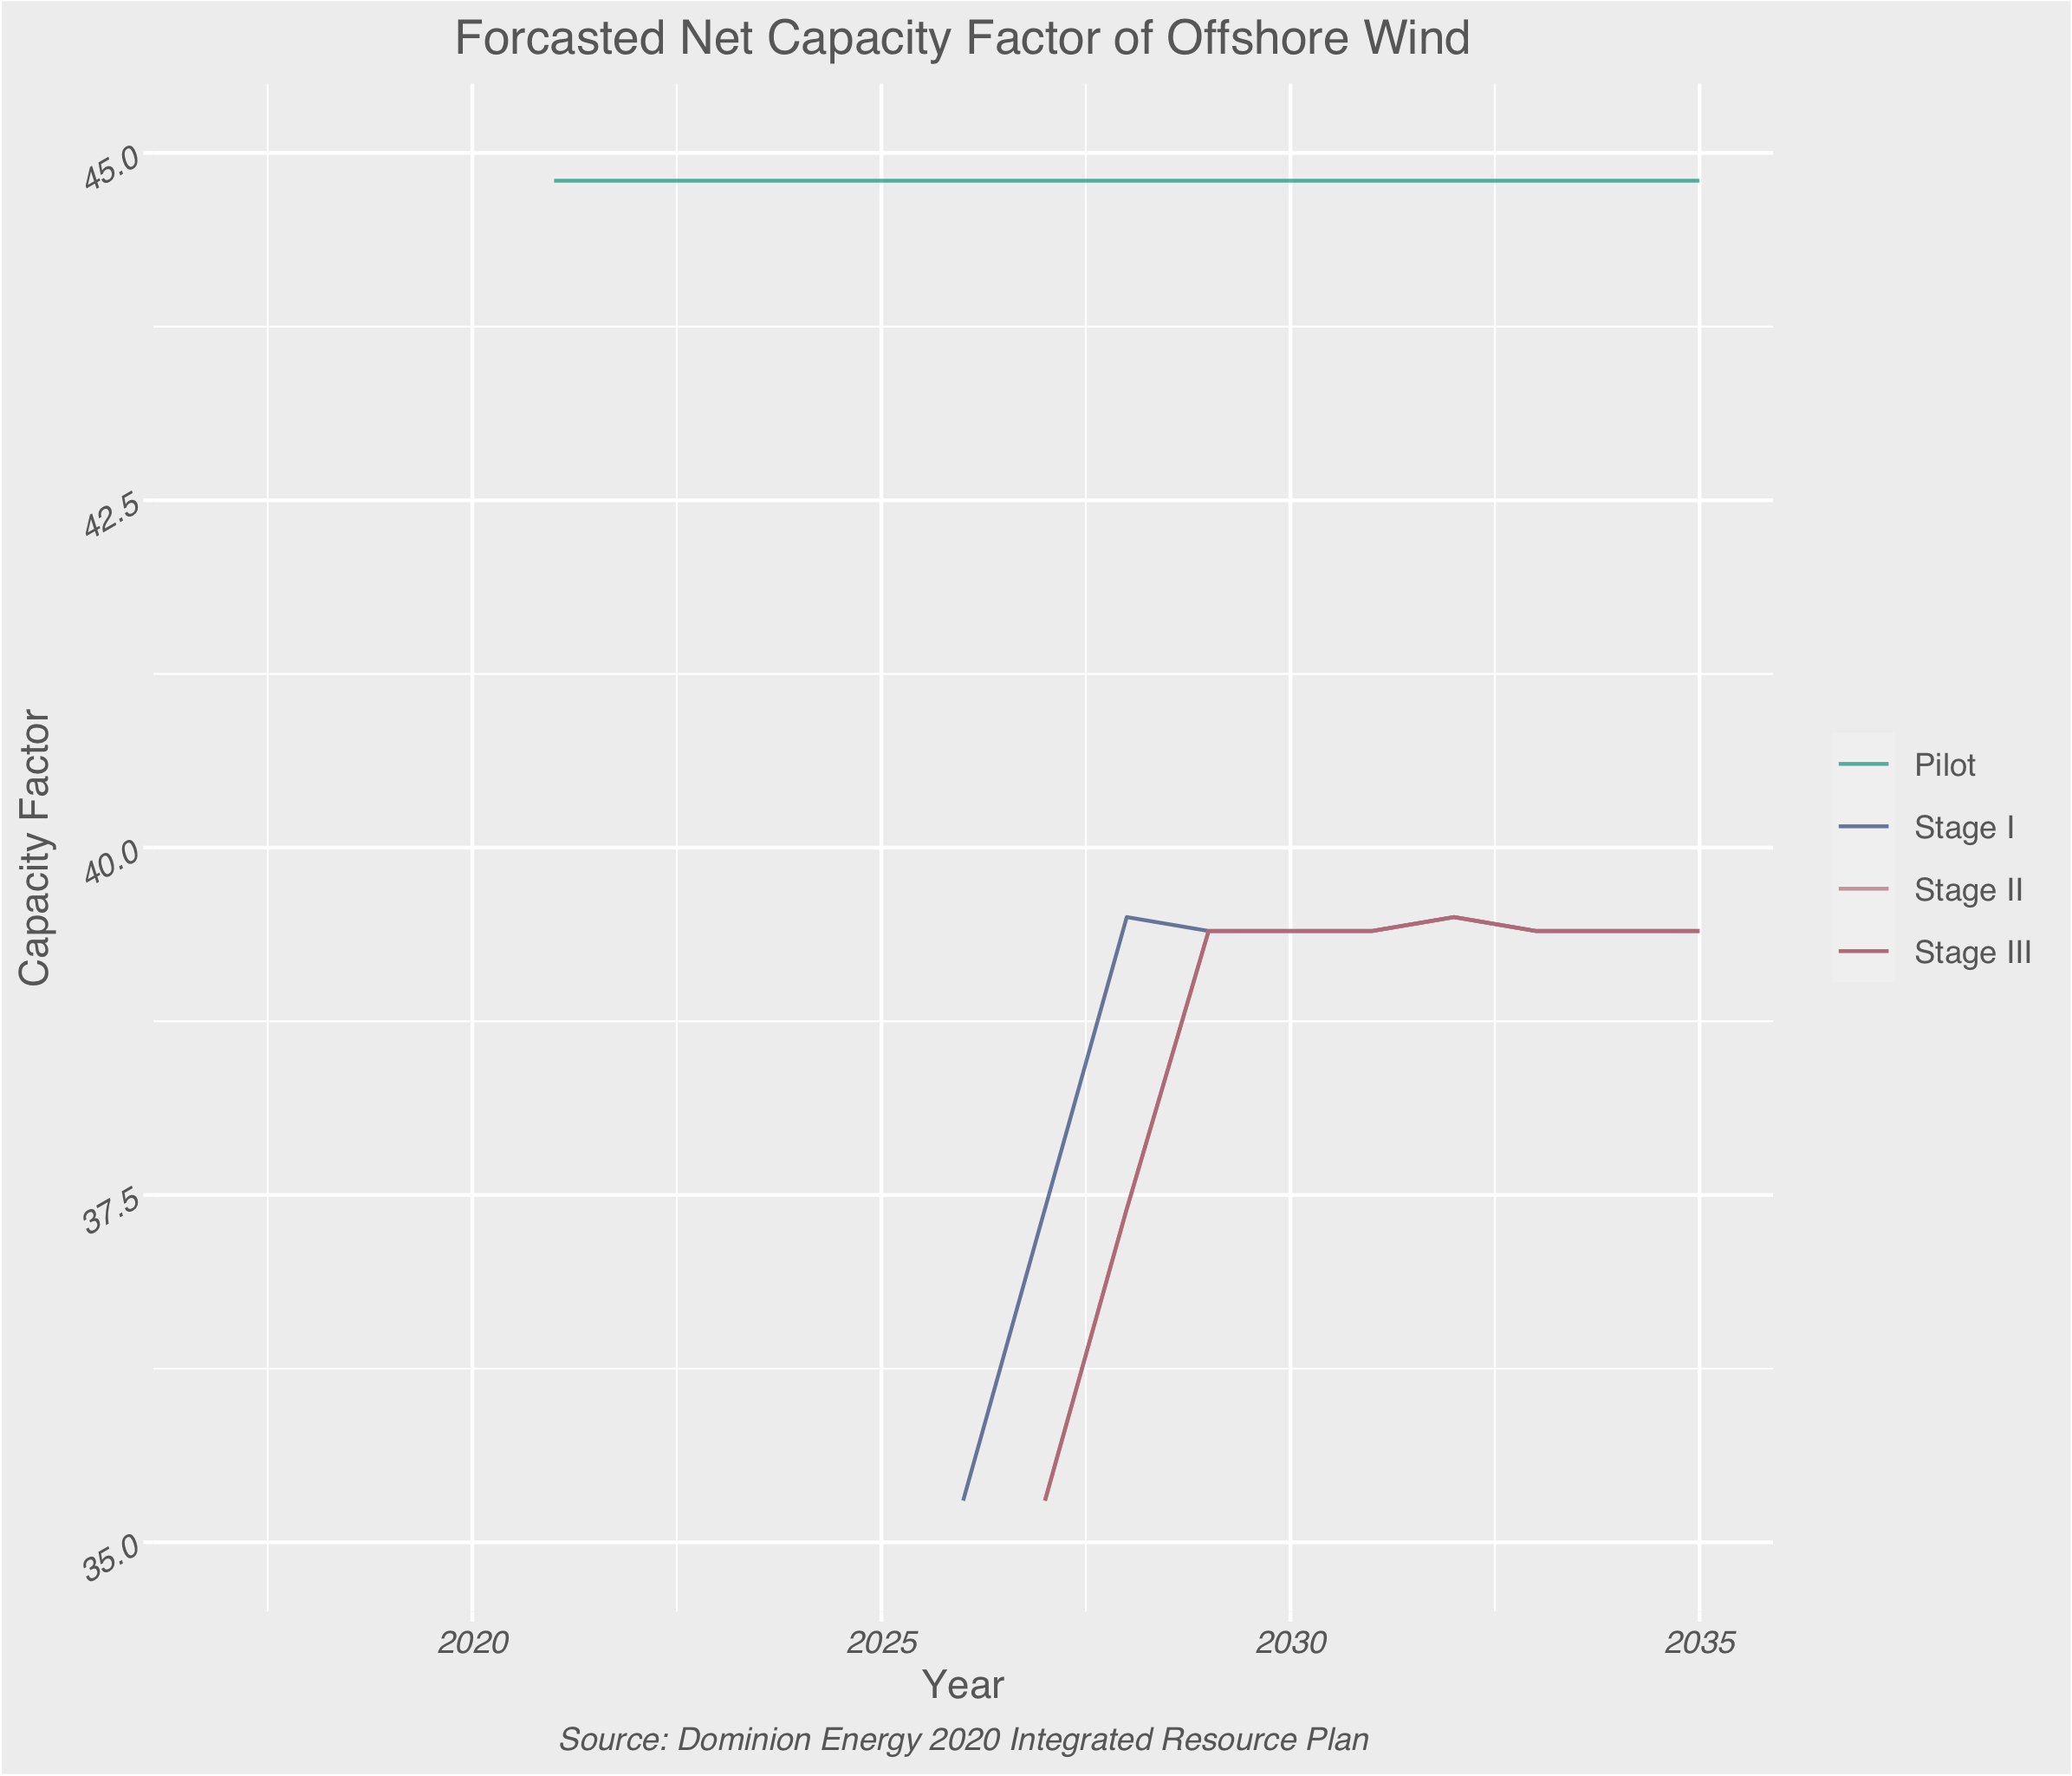 Forcasted Net Capacity Factor of Offshore Wind
Capacity Factor
45.0
42.5
40.0
37.5
35.0
2020
2025
2030
2035
Year
Pilot
Stage I
Stage II
Stage III
Source: Dominion Energy 2020 Integrated Resource Plan